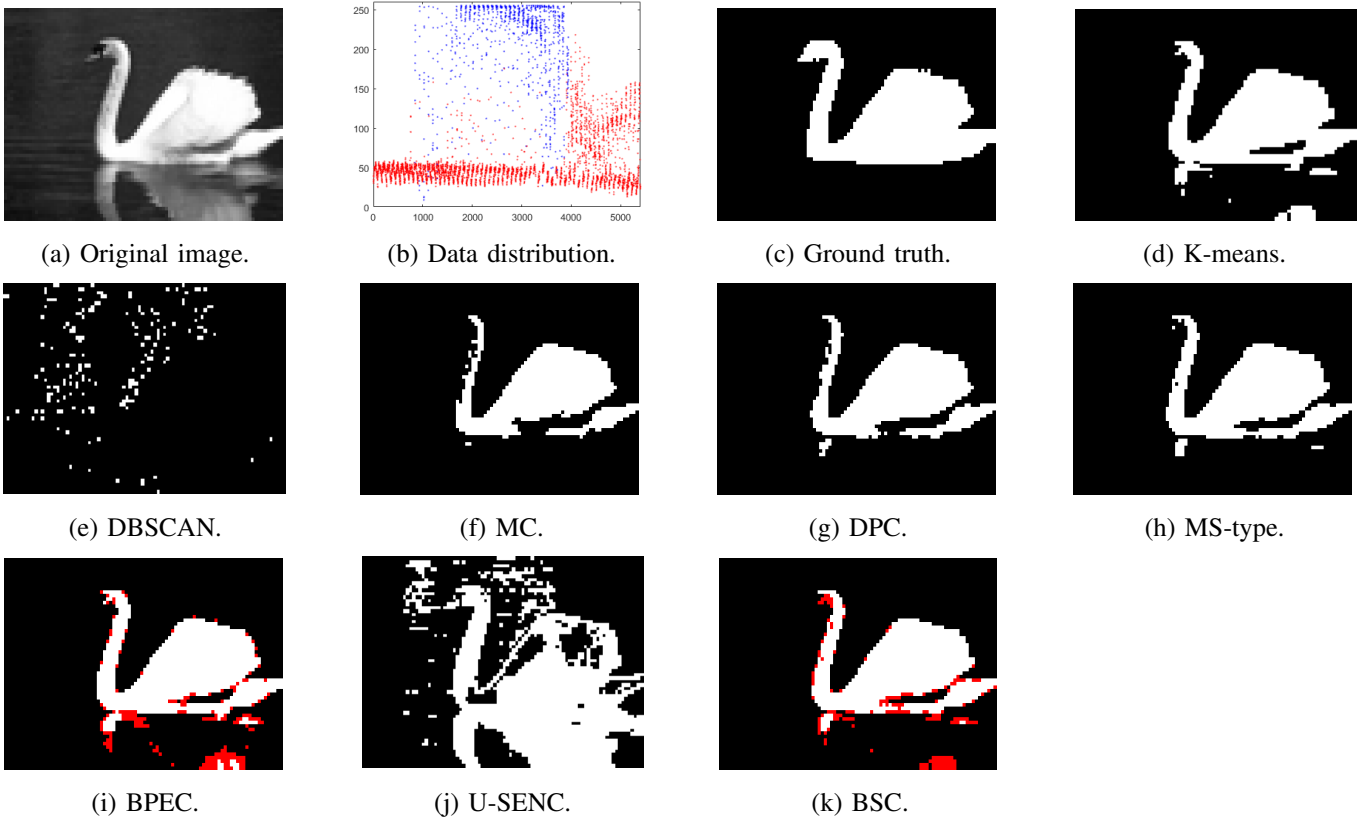 260
250
200
150
100
50
0
0 1000 2000 3000 4000 5000
(a) Original image. (b) Data distribution. (c) Ground truth. (d) K-means.
(e) DBSCAN. (f) MC. (g) DPC. (h) MS-type.
(i) BPEC. (j) U-SENC. (k) BSC.